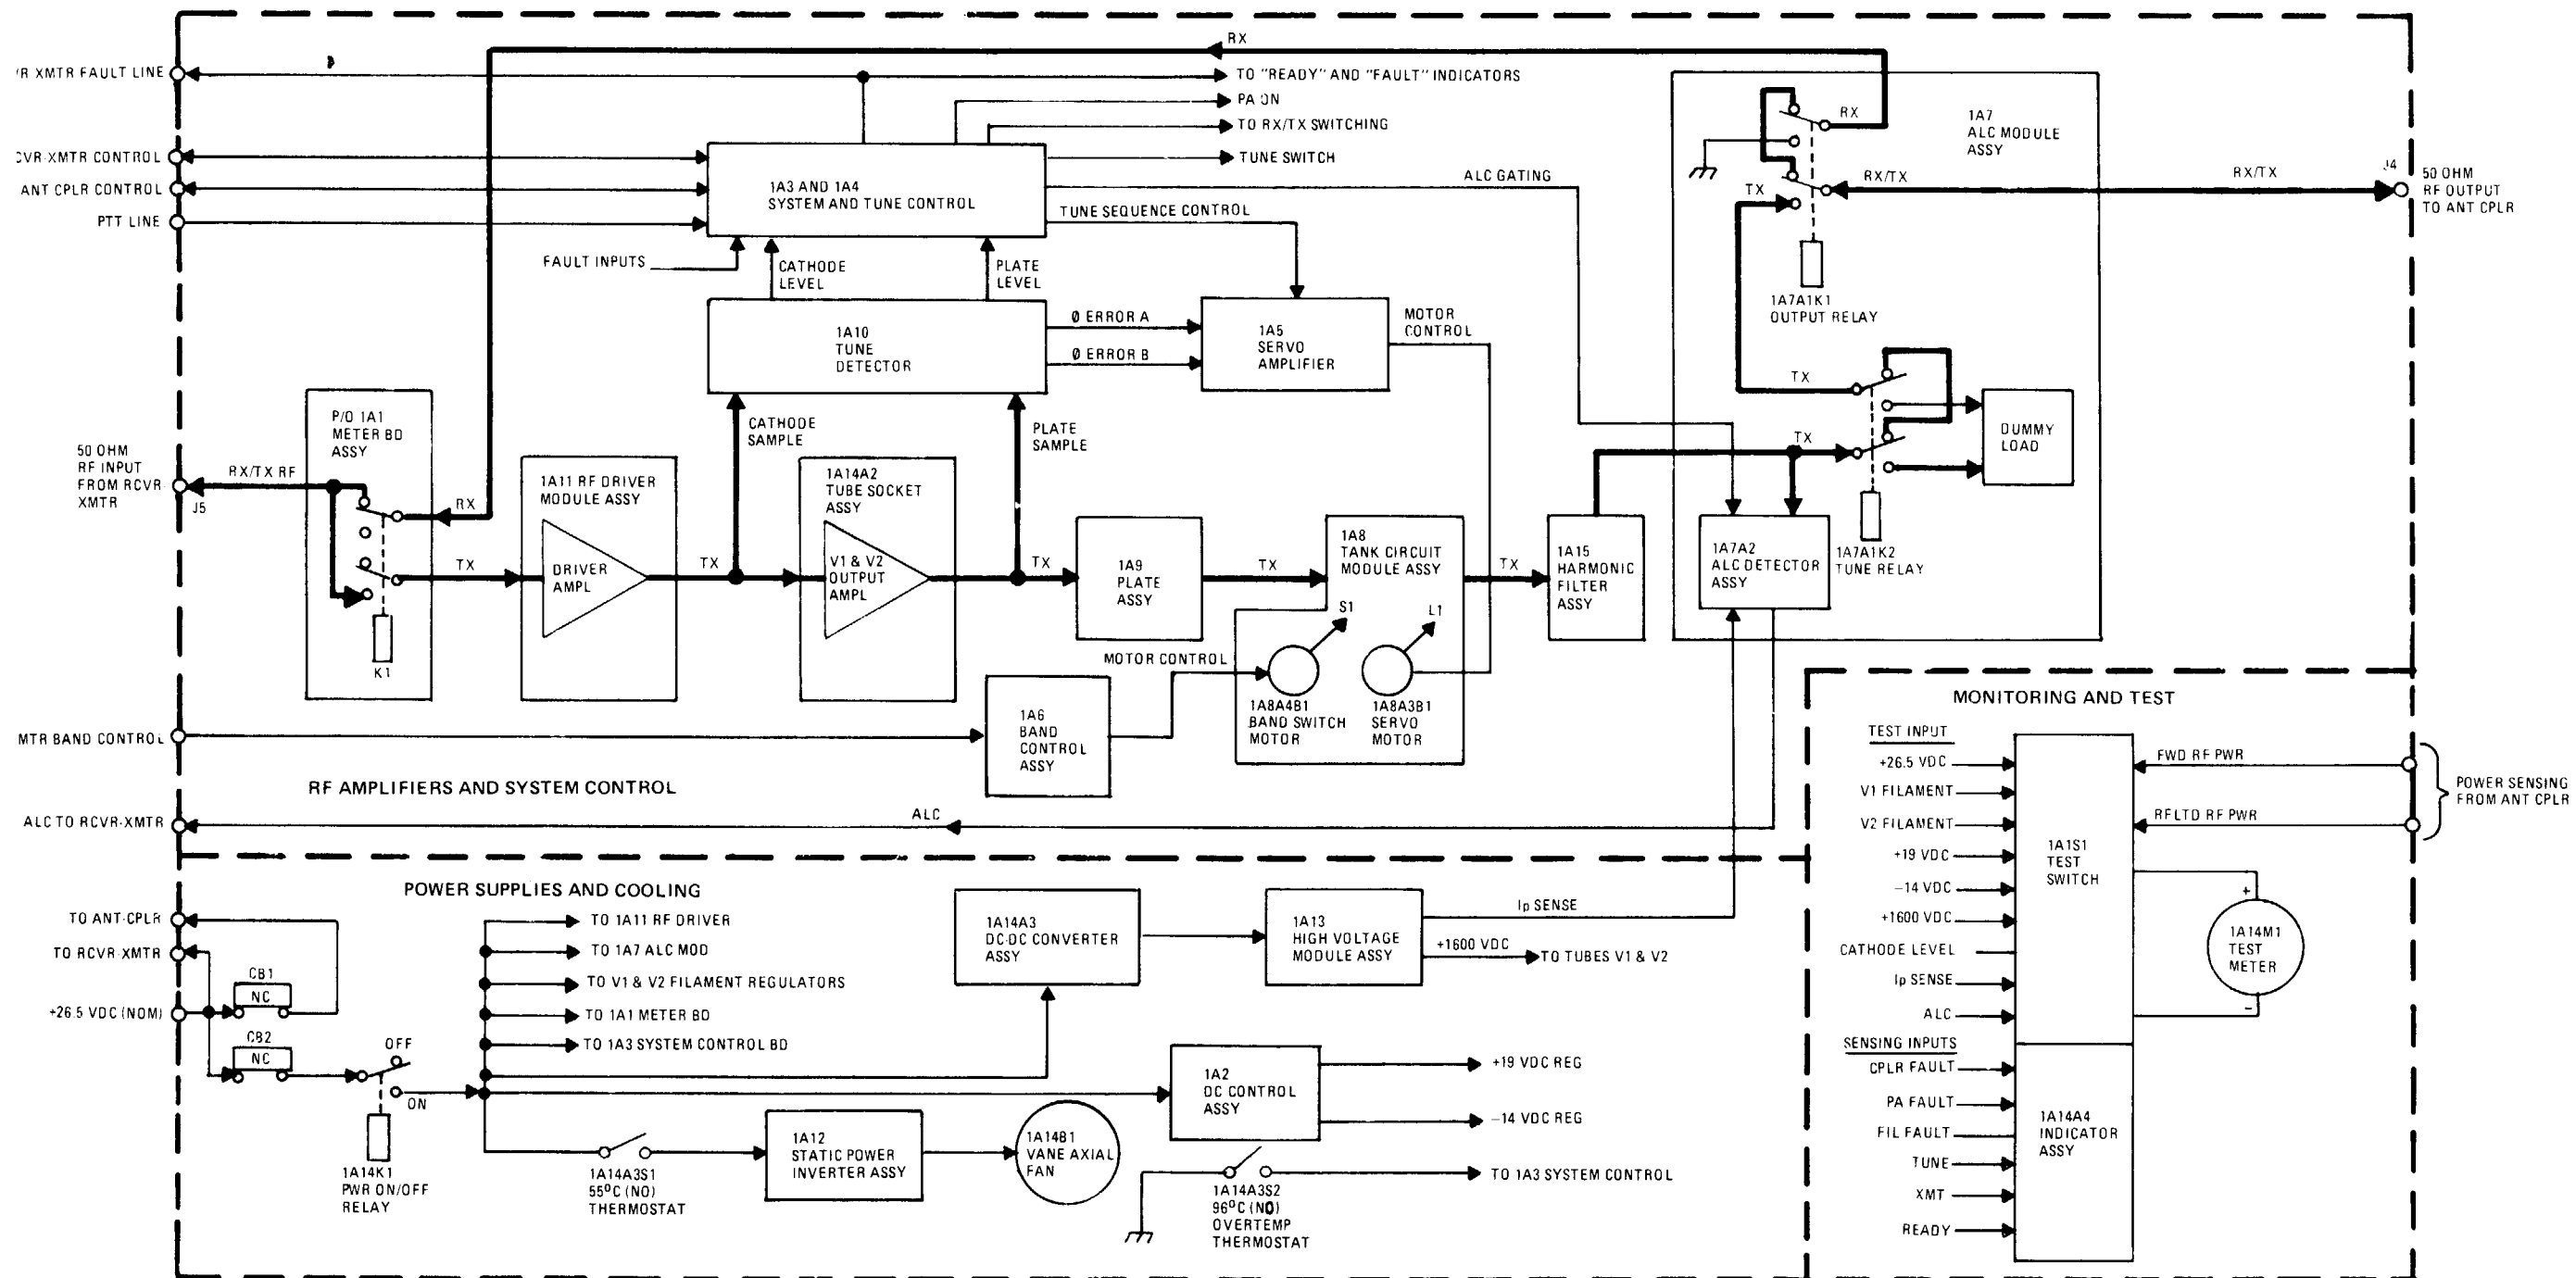 RX
'R XMTR FAULT LINE
TO "READY" AND "FAULT" INDICATORS
PA ON
TO RX/TX SWITCHING
TUNE SWITCH
CVR-XMTR CONTROL
ANT CPLR CONTROL
PTT LINE
1A3 AND 1A4
SYSTEM AND TUNE CONTROL
ALC GATING
TUNE SEQUENCE CONTROL
FAULT INPUTS
CATHODE
LEVEL
PLATE
LEVEL
1A10
TUNE
DETECTOR
Ø ERROR A
Ø ERROR B
1A5
SERVO
AMPLIFIER
MOTOR
CONTROL
RX
1A7
ALC MODULE
ASSY
TX
RX/TX
RX/TX
J4
50 OHM
RF OUTPUT
TO ANT CPLR
1A7A1K1
OUTPUT RELAY
TX
TX
DUMMY
LOAD
1A7A2
ALC DETECTOR
ASSY
1A7A1K2
TUNE RELAY
50 OHM
RF INPUT
FROM RCVR
XMTR
RX/TX RF
J5
P/O 1A1
METER BD
ASSY
RX
TX
K1
1A11 RF DRIVER
MODULE ASSY
DRIVER
AMPL
TX
CATHODE
SAMPLE
1A14A2
TUBE SOCKET
ASSY
V1 & V2
OUTPUT
AMPL
PLATE
SAMPLE
TX
1A9
PLATE
ASSY
TX
1A8
TANK CIRCUIT
MODULE ASSY
S1
L1
TX
1A15
HARMONIC
FILTER
ASSY
MOTOR CONTROL
1A8A4B1
BAND SWITCH
MOTOR
1A8A3B1
SERVO
MOTOR
MTR BAND CONTROL
1A6
BAND
CONTROL
ASSY
RF AMPLIFIERS AND SYSTEM CONTROL
ALC TO RCVR-XMTR
ALC
POWER SUPPLIES AND COOLING
TO ANT-CPLR
TO RCVR-XMTR
+26.5 VDC (NOM)
CB1
NC
CB2
NC
OFF
ON
1A14K1
PWR ON/OFF
RELAY
TO 1A11 RF DRIVER
TO 1A7 ALC MOD
TO V1 & V2 FILAMENT REGULATORS
TO 1A1 METER BD
TO 1A3 SYSTEM CONTROL BD
1A14A3
DC-DC CONVERTER
ASSY
1A13
HIGH VOLTAGE
MODULE ASSY
Ip SENSE
+1600 VDC
TO TUBES V1 & V2
1A2
DC CONTROL
ASSY
+19 VDC REG
-14 VDC REG
1A14A3S1
55°C (NO)
THERMOSTAT
1A12
STATIC POWER
INVERTER ASSY
1A14B1
VANE AXIAL
FAN
1A14A3S2
96°C (NO)
OVERTEMP
THERMOSTAT
TO 1A3 SYSTEM CONTROL
MONITORING AND TEST
TEST INPUT
+26.5 VDC
V1 FILAMENT
V2 FILAMENT
+19 VDC
-14 VDC
+1600 VDC
CATHODE LEVEL
Ip SENSE
ALC
SENSING INPUTS
CPLR FAULT
PA FAULT
FIL FAULT
TUNE
XMT
READY
1A1S1
TEST
SWITCH
1A14A4
INDICATOR
ASSY
FWD RF PWR
RFLTD RF PWR
POWER SENSING
FROM ANT CPLR
+
1A14M1
TEST
METER
-